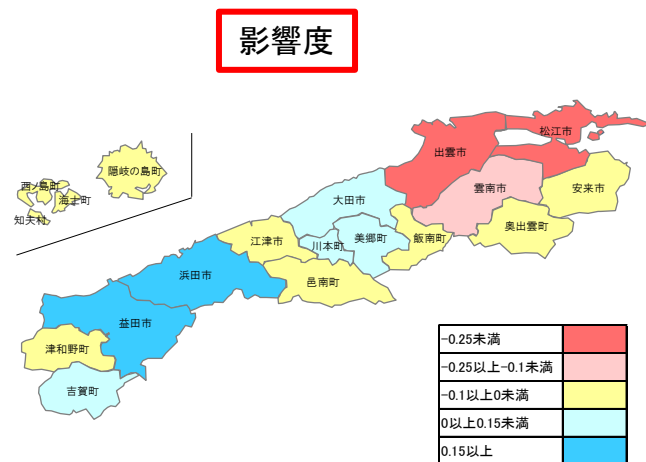 影響度
松江市
出雲市
隠岐の島町
西ノ島町
海士町
知夫村
雲南市
安来市
大田市
奥出雲町
飯南町
美郷町
川本町
江津市
邑南町
浜田市
益田市
津和野町
吉賀町
-0.25未満
-0.25以上-0.1未満
-0.1以上0未満
0以上0.15未満
0.15以上